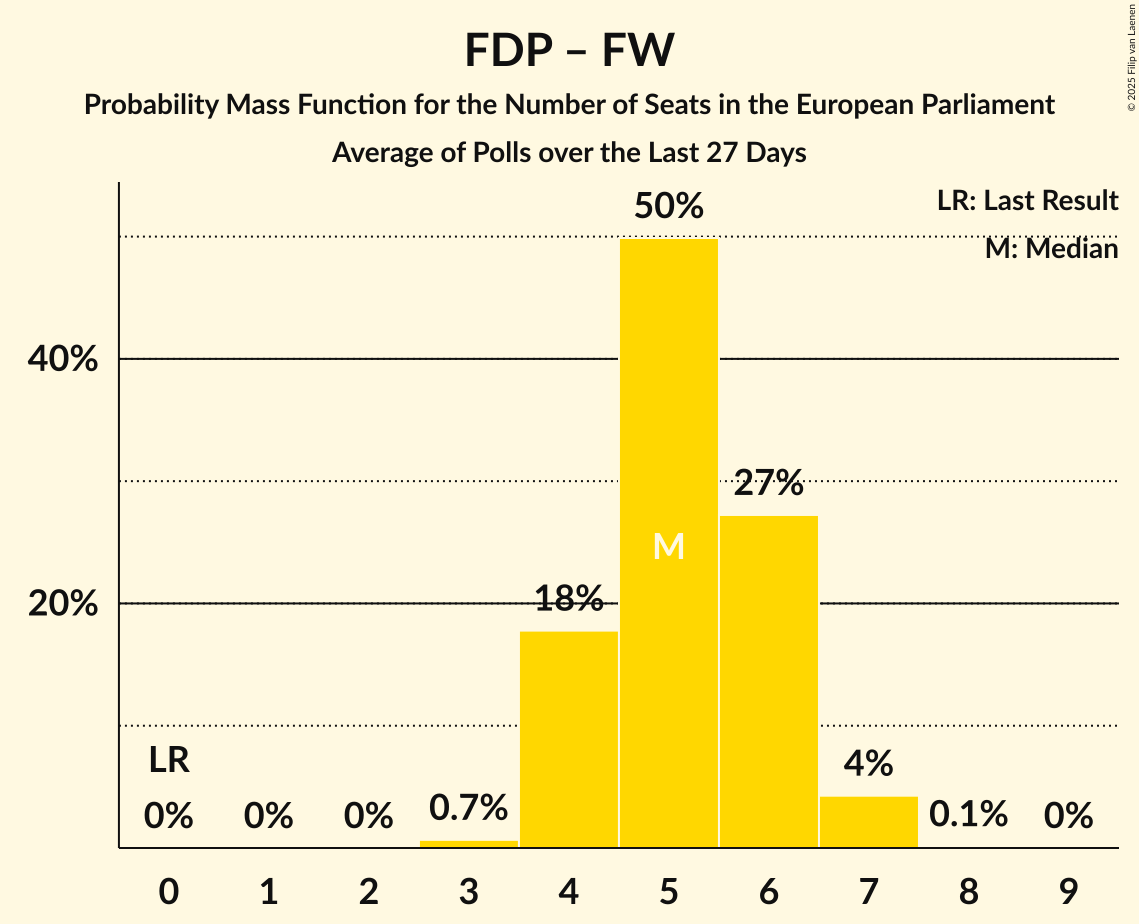 FDP – FW
Probability Mass Function for the Number of Seats in the European Parliament
Average of Polls over the Last 27 Days
© 2025 Filip van Laenen
LR: Last Result
M: Median
50%
40%
27%
M
20%
18%
LR
4%
0%
0%
0%
0.7%
0.1%
0%
0
1
2
3
4
5
6
7
8
9